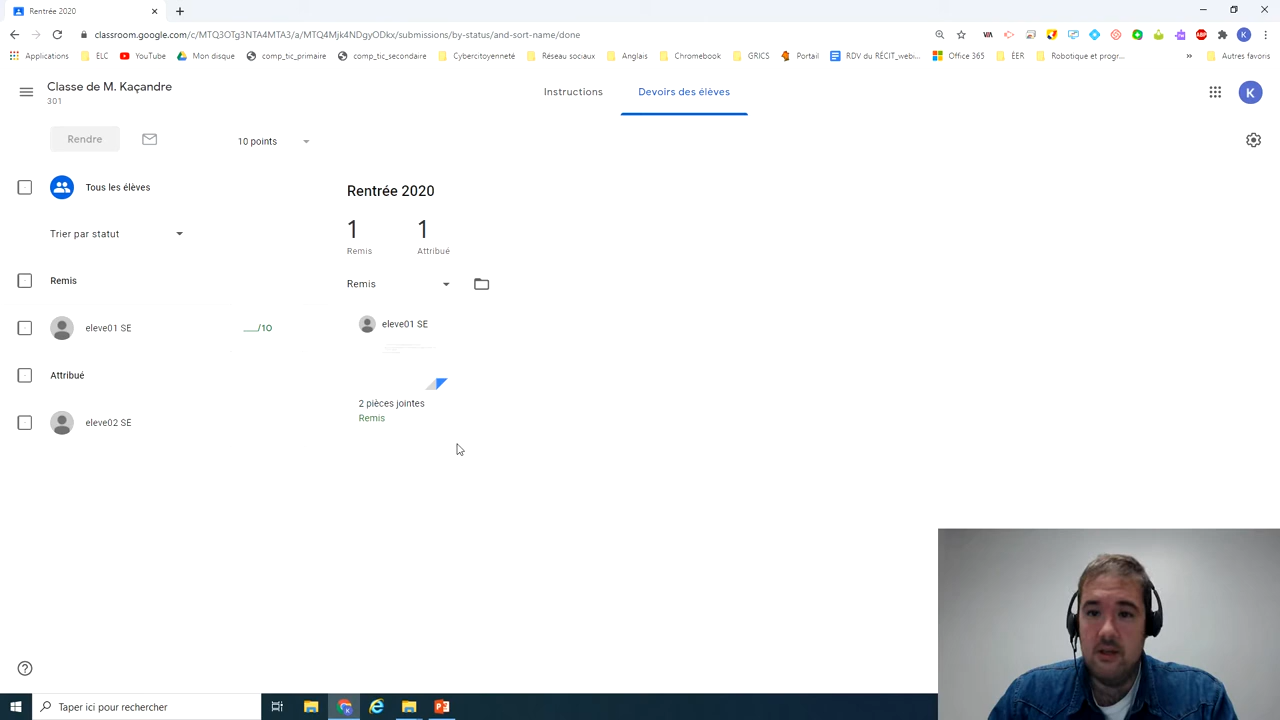 Rentrée 2020
classroom.google.com/c/MTQ3OTg3NTA4MTA3/a/MTQ4Mjk4NDgyODkx/submissions/by-status/and-sort-name/done
Applications ELC YouTube Mon disque comp_tic_primaire comp_tic_secondaire Cybercitoyenneté Réseau sociaux Anglais Chromebook GRICS Portail RDV du RÉCIT_web... Office 365 ÉER Robotique et progr... » Autres favoris
Classe de M. Kaçandre
301
Instructions Devoirs des élèves
K
Rendre
10 points
Tous les élèves
Rentrée 2020
Trier par statut
1 1
Remis Attribué
Remis
Remis
eleve01 SE
eleve01 SE
___/10
Attribué
2 pièces jointes
Remis
eleve02 SE
Taper ici pour rechercher